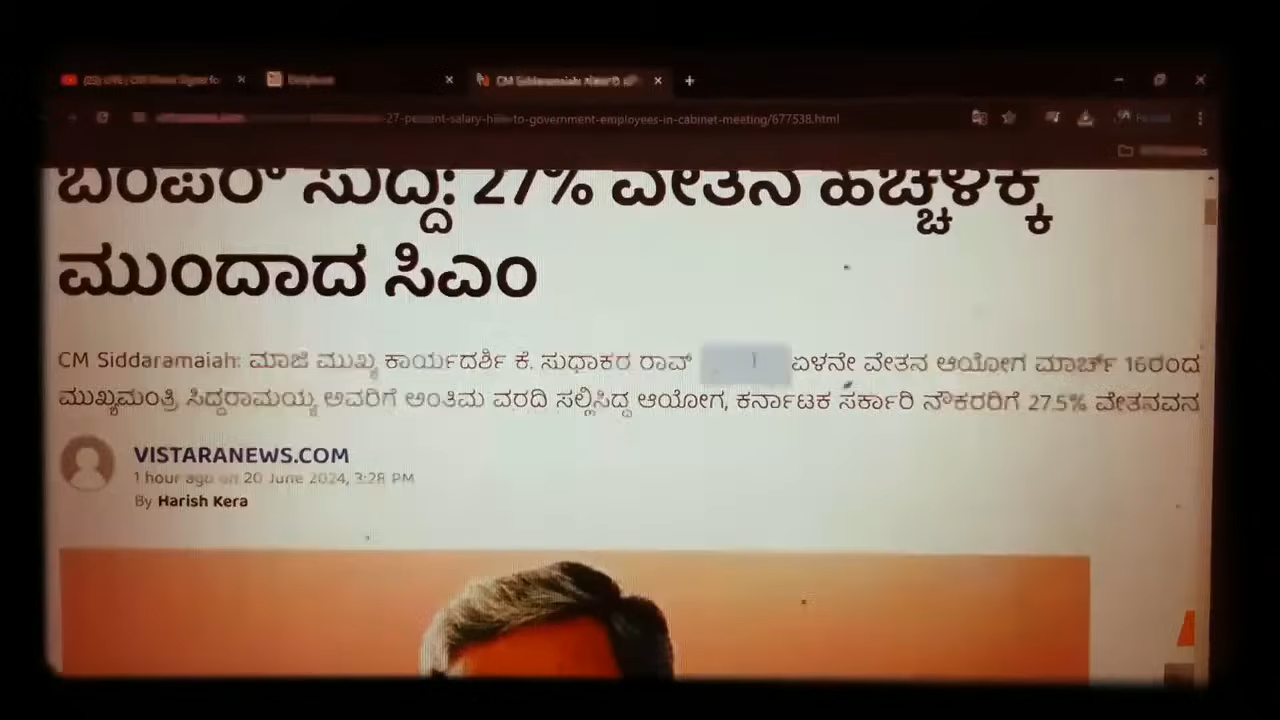 CM Siddaramaiah:
27-percent-salary-hike-to-government-employees-in-cabinet-meeting/677538.html
ಬಂಪರ್ ಸುದ್ದಿ: 27% ವೇತನ ಹೆಚ್ಚಳಕ್ಕೆ
ಮುಂದಾದ ಸಿಎಂ
CM Siddaramaiah: ಮಾಜಿ ಮುಖ್ಯ ಕಾರ್ಯದರ್ಶಿ ಕೆ. ಸುಧಾಕರ ರಾವ್ ಏಳನೇ ವೇತನ ಆಯೋಗ ಮಾರ್ಚ್ 16ರಂದ
ಮುಖ್ಯಮಂತ್ರಿ ಸಿದ್ದರಾಮಯ್ಯ ಅವರಿಗೆ ಅಂತಿಮ ವರದಿ ಸಲ್ಲಿಸಿದ್ದ ಆಯೋಗ, ಕರ್ನಾಟಕ ಸರ್ಕಾರಿ ನೌಕರರಿಗೆ 27.5% ವೇತನವನ
VISTARANEWS.COM
1 hour ago on 20 June 2024, 3:28 PM
By Harish Kera